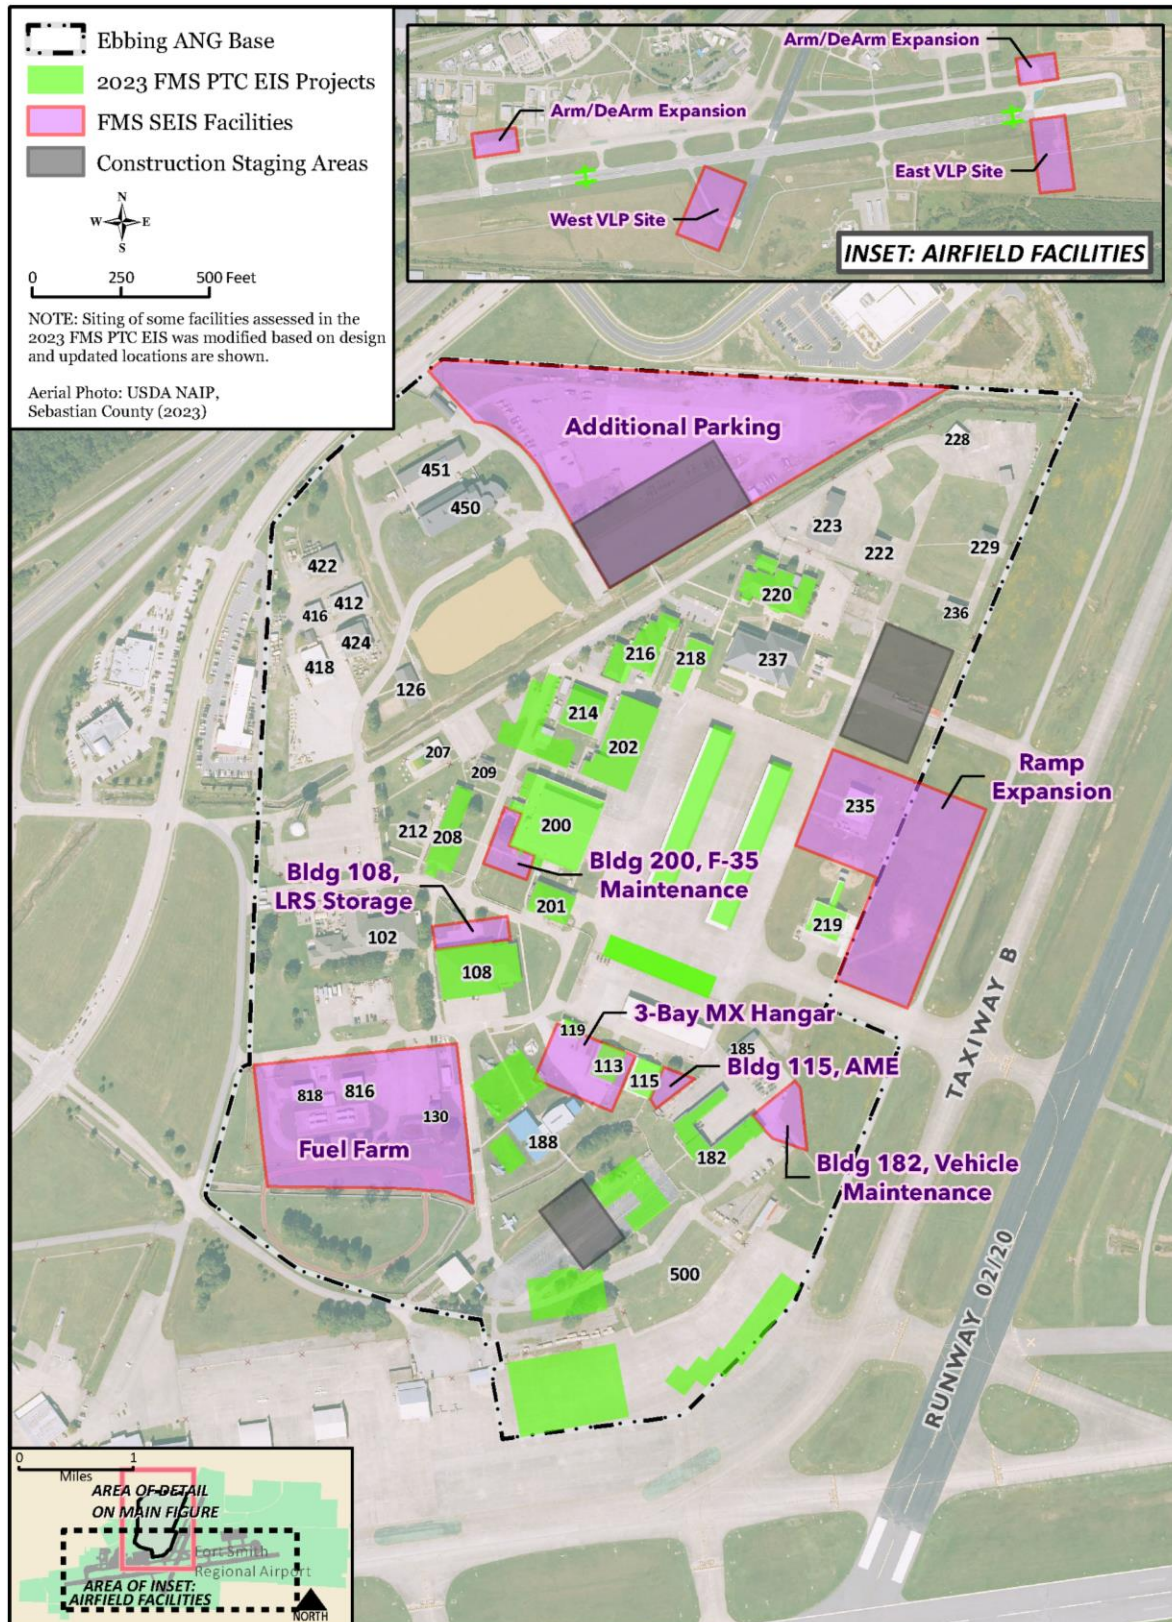 Ebbing ANG Base
2023 FMS PTC EIS Projects
FMS SEIS Facilities
Construction Staging Areas
N
W E
S
0 250 500 Feet
NOTE: Siting of some facilities assessed in the
2023 FMS PTC EIS was modified based on design
and updated locations are shown.
Aerial Photo: USDA NAIP,
Sebastian County (2023)
Arm/DeArm Expansion
Arm/DeArm Expansion
East VLP Site
West VLP Site
INSET: AIRFIELD FACILITIES
Additional Parking
228
451
450
223
222
229
422
412
416
424
418
220
236
216
218
237
126
214
202
207
209
Ramp
Expansion
235
200
212
208
Bldg 200, F-35
Maintenance
Bldg 108,
LRS Storage
201
219
102
108
TAXIWAY B
3-Bay MX Hangar
119
185
113
115
Bldg 115, AME
818
816
130
Fuel Farm
188
182
Bldg 182, Vehicle
Maintenance
500
RUNWAY 02/20
0 1
Miles
AREA OF DETAIL
ON MAIN FIGURE
Fort Smith
Regional Airport
AREA OF INSET:
AIRFIELD FACILITIES
NORTH